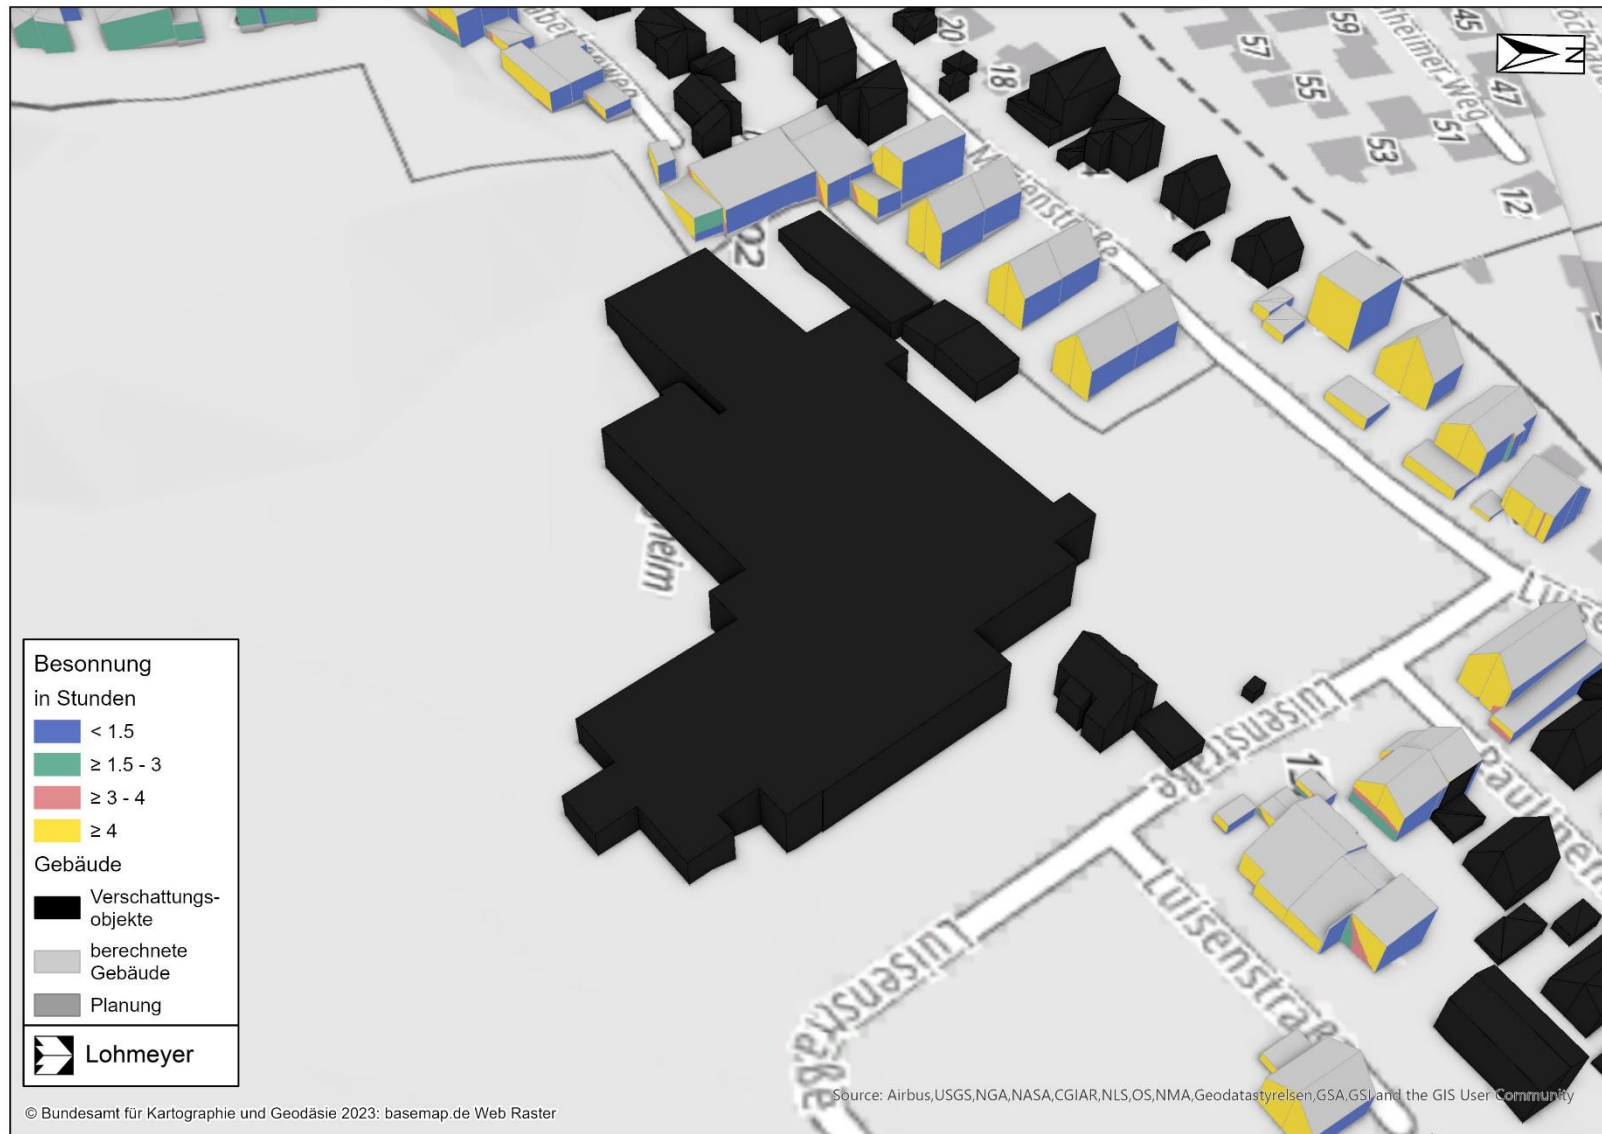 20
18
57
59
55
53
51
45
47
12
N
02
Luisenstraße
Luisenstraße
Luisenstraße
Besonnung
in Stunden
< 1.5
≥ 1.5 - 3
≥ 3 - 4
≥ 4
Gebäude
Verschattungs-
objekte
berechnete
Gebäude
Planung
Lohmeyer
© Bundesamt für Kartographie und Geodäsie 2023: basemap.de Web Raster
Source: Airbus,USGS,NGA,NASA,CGIAR,NLS,OS,NMA,Geodatastyrelsen,GSA,GSI and the GIS User Community